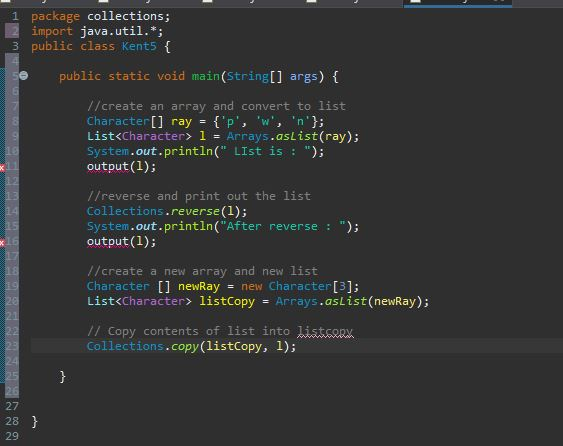 1 package collections;
2 import java.util.*;
3 public class Kent5 {
4
5 public static void main(String[] args) {
6
7 //create an array and convert to list
8 Character[] ray = {'p', 'w', 'n'};
9 List<Character> l = Arrays.asList(ray);
10 System.out.println(" LIst is : ");
11 output(l);
12
13 //reverse and print out the list
14 Collections.reverse(l);
15 System.out.println("After reverse : ");
16 output(l);
17
18 //create a new array and new list
19 Character [] newRay = new Character[3];
20 List<Character> listCopy = Arrays.asList(newRay);
21
22 // Copy contents of list into listcopy
23 Collections.copy(listCopy, l);
24
25 }
26
27
28 }
29